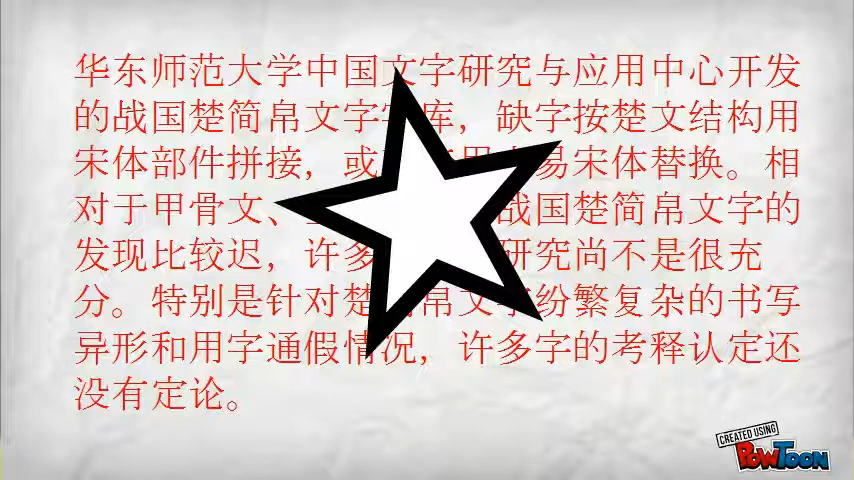 华东师范大学中国文字研究与应用中心开发
的战国楚简帛文字字库，缺字按楚文结构用
宋体部件拼接，或 用 易宋体替换。相
对于甲骨文、 战国楚简帛文字的
发现比较迟，许多 研究尚不是很充
分。特别是针对楚 帛文字纷繁复杂的书写
异形和用字通假情况，许多字的考释认定还
没有定论。
CREATED USING
POWTOON